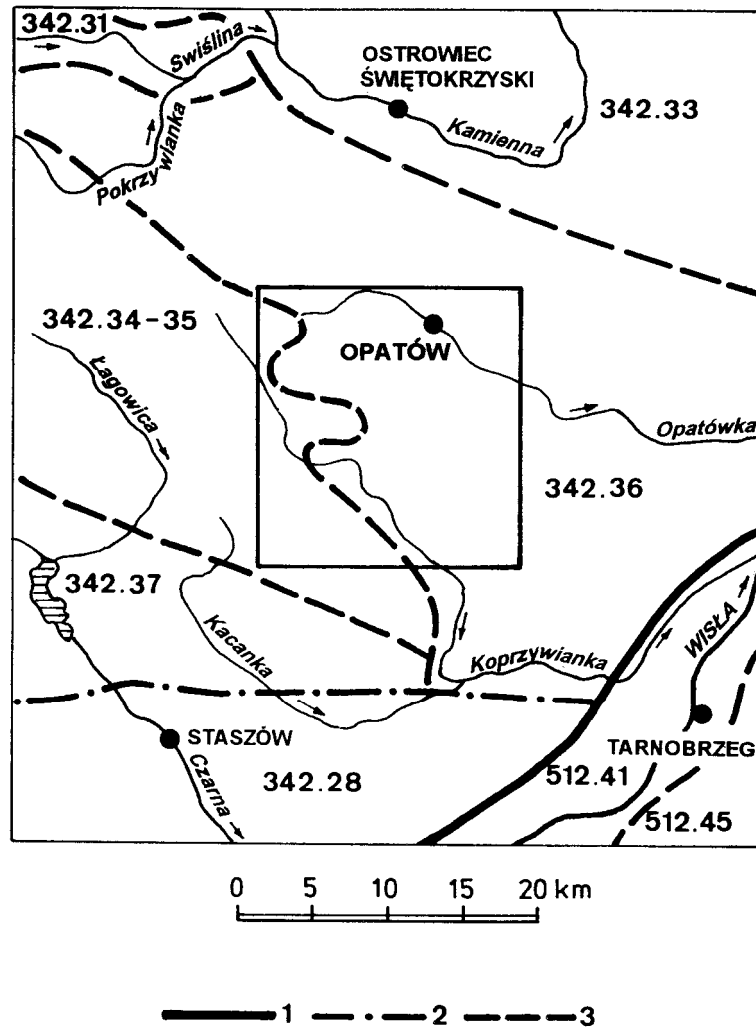 342.31
Świślina
OSTROWIEC
ŚWIĘTOKRZYSKI
342.33
Kamienna
Pokrzywianka
342.34-35
OPATÓW
Łagowica
Opatówka
342.36
342.37
Kacanka
Koprzywianka
WISŁA
STASZÓW
TARNOBRZEG
Czarna
342.28
512.41
512.45
0 5 10 15 20 km
1 2 3